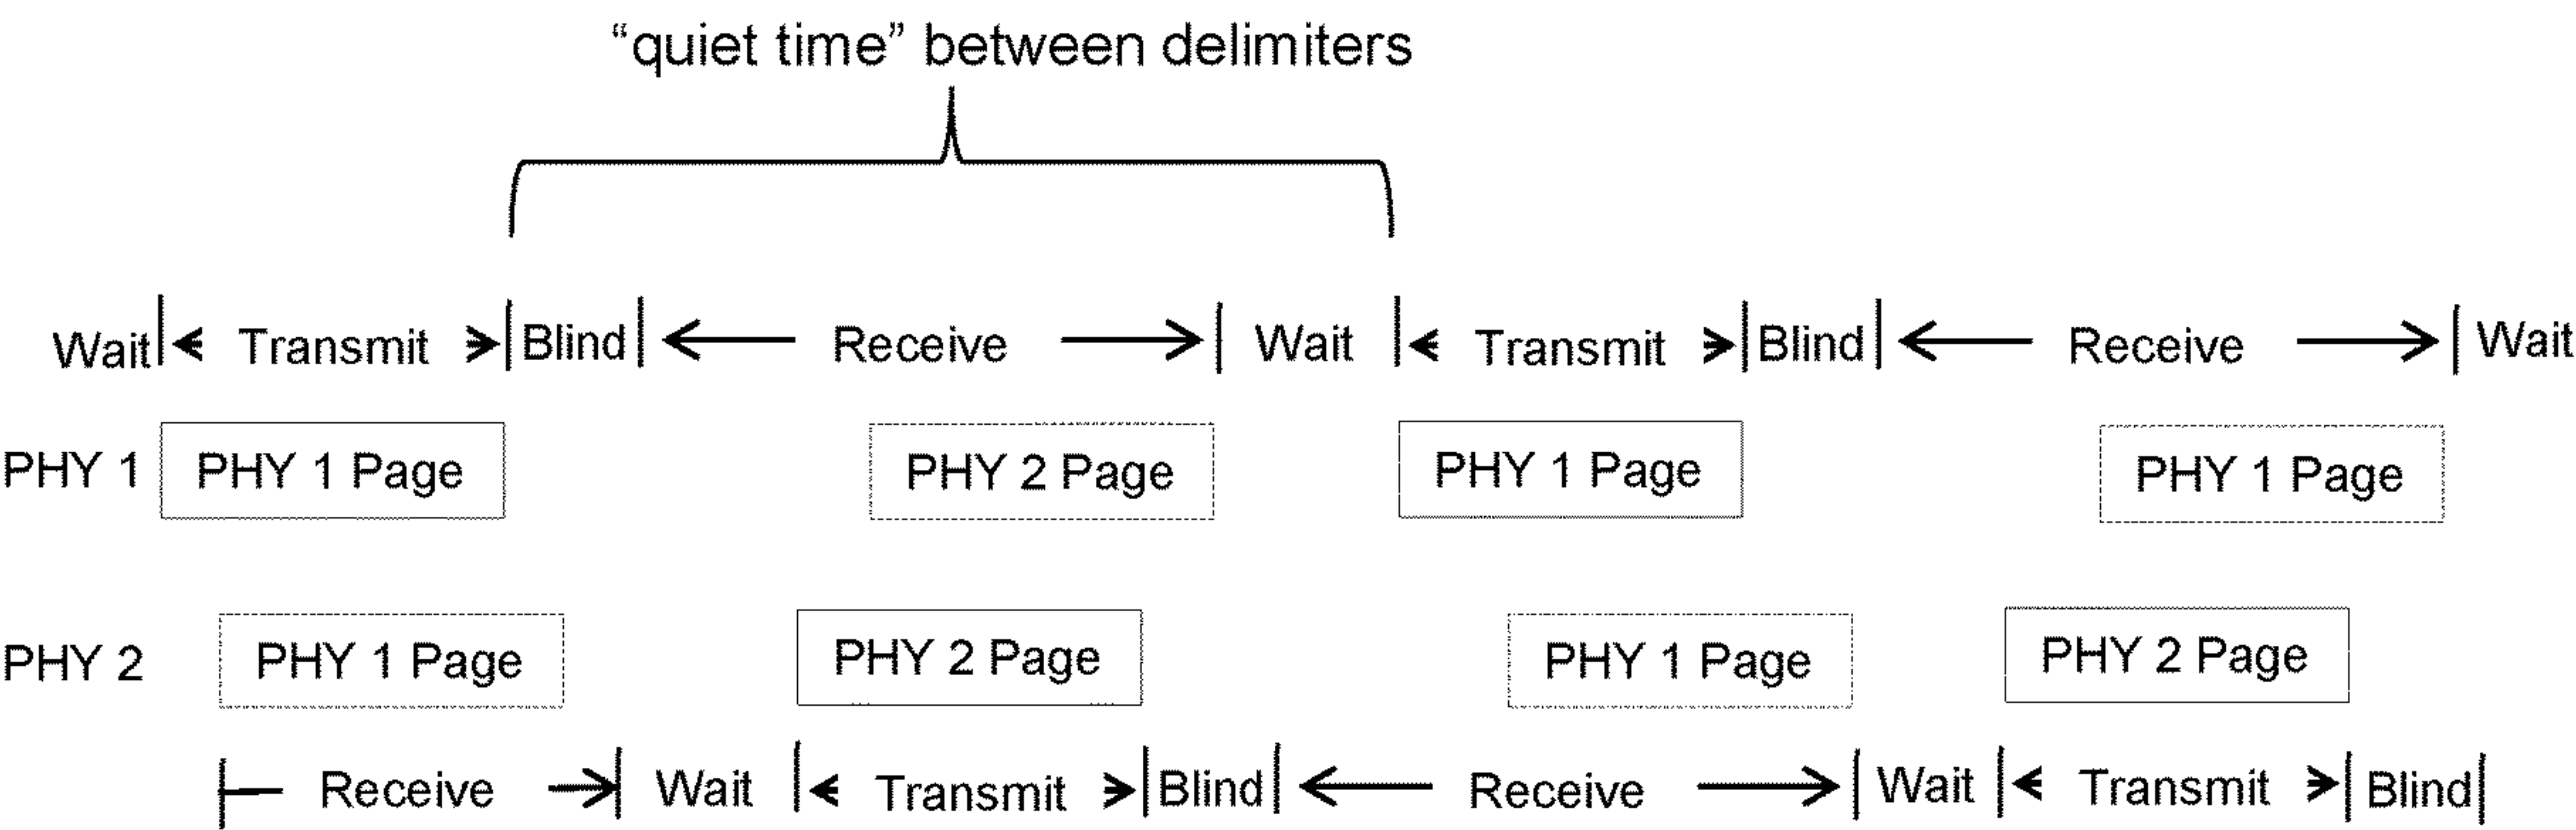 “quiet time” between delimiters
Wait Transmit Blind Receive Wait Transmit Blind Receive Wait
PHY 1 PHY 1 Page PHY 2 Page PHY 1 Page PHY 1 Page
PHY 2 PHY 1 Page PHY 2 Page PHY 1 Page PHY 2 Page
Receive Wait Transmit Blind Receive Wait Transmit Blind